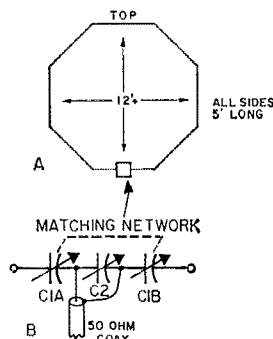 TOP
12'+
ALL SIDES
5' LONG
A
MATCHING NETWORK
C1A
C2
C1B
B
50 OHM
COAX